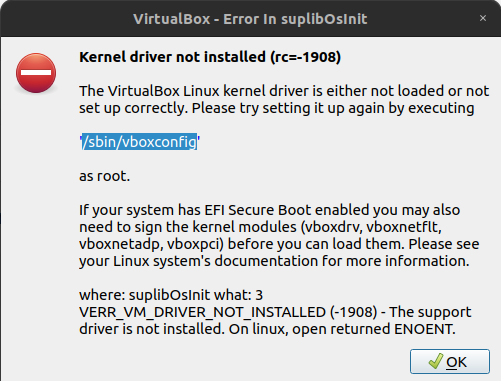 VirtualBox - Error In suplibOsInit
×
Kernel driver not installed (rc=-1908)
The VirtualBox Linux kernel driver is either not loaded or not
set up correctly. Please try setting it up again by executing
'/sbin/vboxconfig'
as root.
If your system has EFI Secure Boot enabled you may also
need to sign the kernel modules (vboxdrv, vboxnetflt,
vboxnetadp, vboxpci) before you can load them. Please see
your Linux system's documentation for more information.
where: suplibOsInit what: 3
VERR_VM_DRIVER_NOT_INSTALLED (-1908) - The support
driver is not installed. On linux, open returned ENOENT.
OK